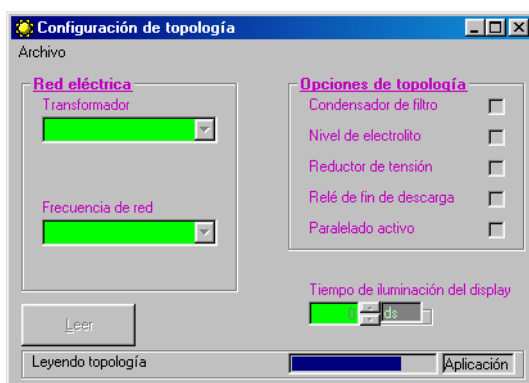 Configuración de topología
Archivo
Red eléctrica
Transformador
Frecuencia de red
Opciones de topología
Condensador de filtro
Nivel de electrolito
Reductor de tensión
Relé de fin de descarga
Paralelado activo
Tiempo de iluminación del display
0 ds
Leer
Leyendo topología
Aplicación